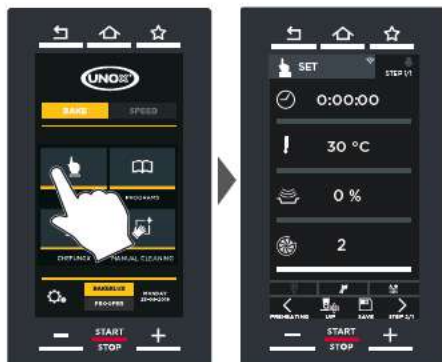 UNOX
BAKE SPEED
PROGRAMS
CHEFUNOX MANUAL CLEANING
BAKERLUX
PROOFER
MONDAY
START
STOP
SET
STEP 1/1
0:00:00
30 °C
0 %
2
PREHEATING UP SAVE STEP 2/1
START
STOP